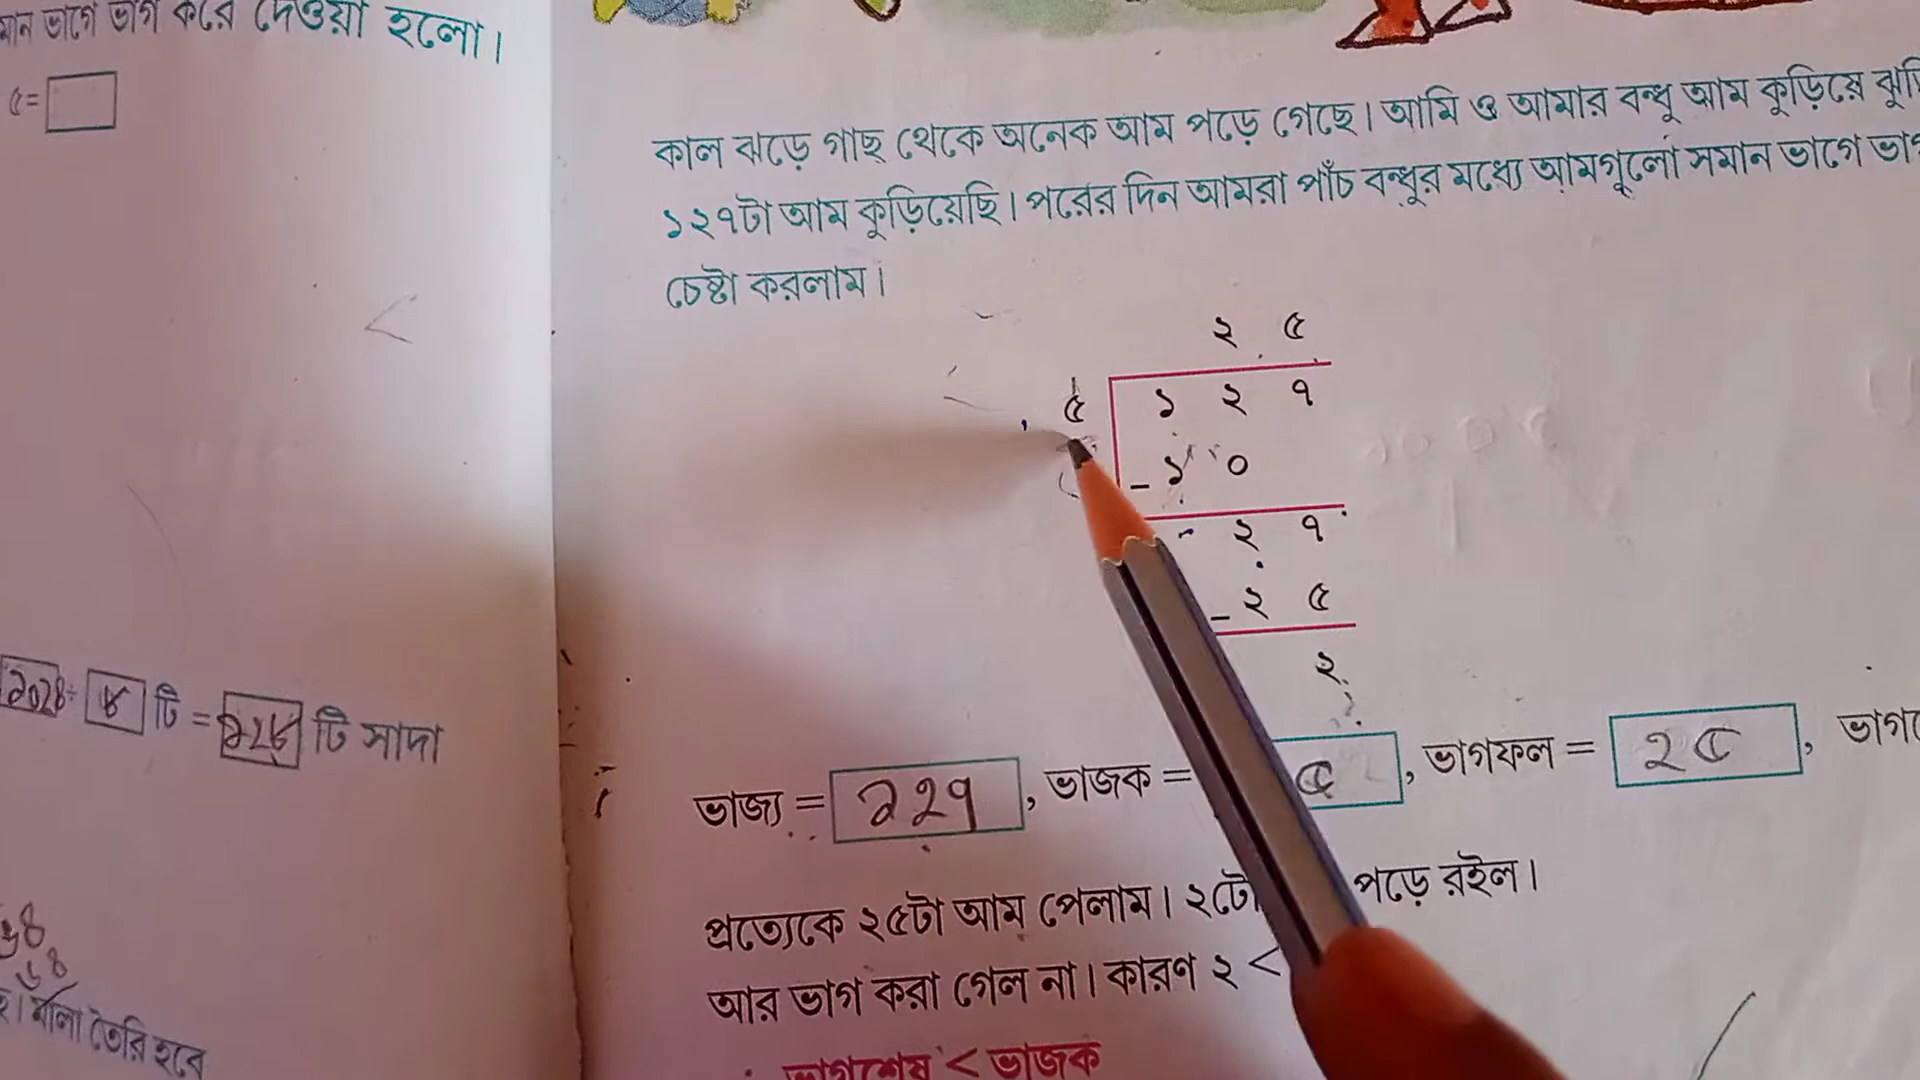 ভাগে ভাগ করে দেওয়া হলো।
৫=
÷ ৮ টি = টি সাদা
মালা তৈরি হবে
কাল ঝড়ে গাছ থেকে অনেক আম পড়ে গেছে। আমি ও আমার বন্ধু আম কুড়িয়ে
১২৭টা আম কুড়িয়েছি। পরের দিন আমরা পাঁচ বন্ধুর মধ্যে আমগুলো সমান ভাগে
চেষ্টা করলাম।
২ ৫
৫ ১ ২ ৭
- ১ ০
২ ৭
- ২ ৫
২
ভাজ্য = ১২৭, ভাজক = ৫, ভাগফল = ২৫,
প্রত্যেকে ২৫টা আম পেলাম। ২টো পড়ে রইল।
আর ভাগ করা গেল না। কারণ ২ <
ভাগশেষ < ভাজক